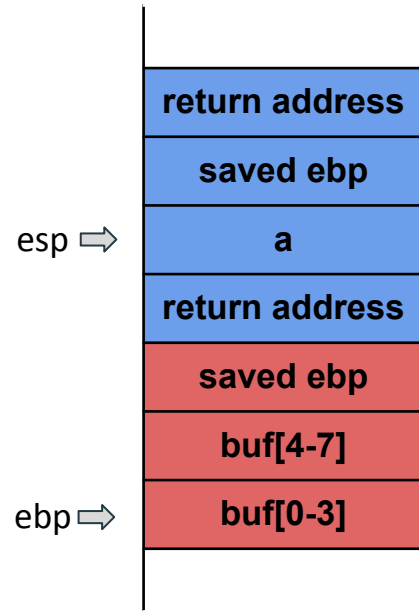 return address
saved ebp
esp
a
return address
saved ebp
buf[4-7]
ebp
buf[0-3]